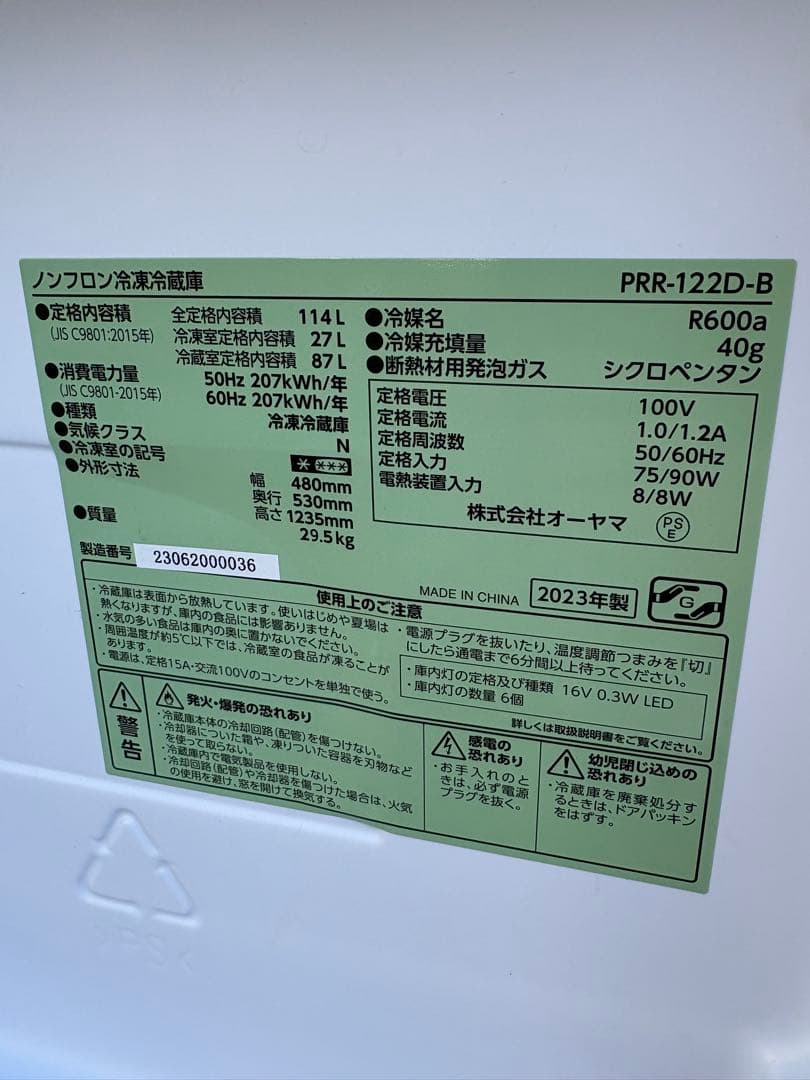 ノンフロン冷凍冷蔵庫
PRR-122D-B
●定格内容積
(JIS C9801:2015年)
全定格内容積 114 L
冷凍室定格内容積 27 L
冷蔵室定格内容積 87 L
●消費電力量
(JIS C9801-2015年)
50Hz 207kWh/年
60Hz 207kWh/年
●種類 冷凍冷蔵庫
●気候クラス N
●冷凍室の記号
●外形寸法
幅 480mm
奥行 530mm
高さ 1235mm
●質量 29.5kg
製造番号 23062000036
●冷媒名 R600a
●冷媒充填量 40g
●断熱材用発泡ガス シクロペンタン
定格電圧 100V
定格電流 1.0/1.2A
定格周波数 50/60Hz
定格入力 75/90W
電熱装置入力 8/8W
株式会社オーヤマ
PS
E
MADE IN CHINA
2023年製
G
使用上のご注意
・冷蔵庫は表面から放熱しています。使いはじめや夏場は
熱くなりますが、庫内の食品には影響ありません。
・水気の多い食品は庫内の奥に置かないでください。
・周囲温度が約5℃以下では、冷蔵室の食品が凍ることが
あります。
・電源は、定格15A・交流100Vのコンセントを単独で使う。
・電源プラグを抜いたり、温度調節つまみを『切』
にしたら通電まで6分間以上待ってください。
・庫内灯の定格及び種類 16V 0.3W LED
・庫内灯の数量 6個
詳しくは取扱説明書をご覧ください。
警告
発火・爆発の恐れあり
・冷蔵庫本体の冷却回路(配管)を傷つけない。
・冷却器についた霜や、凍りついた容器を刃物など
を使って取らない。
・冷蔵庫内で電気製品を使用しない。
・冷却回路(配管)や冷却器を傷つけた場合は、火気
の使用を避け、窓を開けて換気する。
感電の
恐れあり
・お手入れのと
きは、必ず電源
プラグを抜く。
幼児閉じ込めの
恐れあり
・冷蔵庫を廃棄処分す
るときは、ドアパッキン
をはずす。